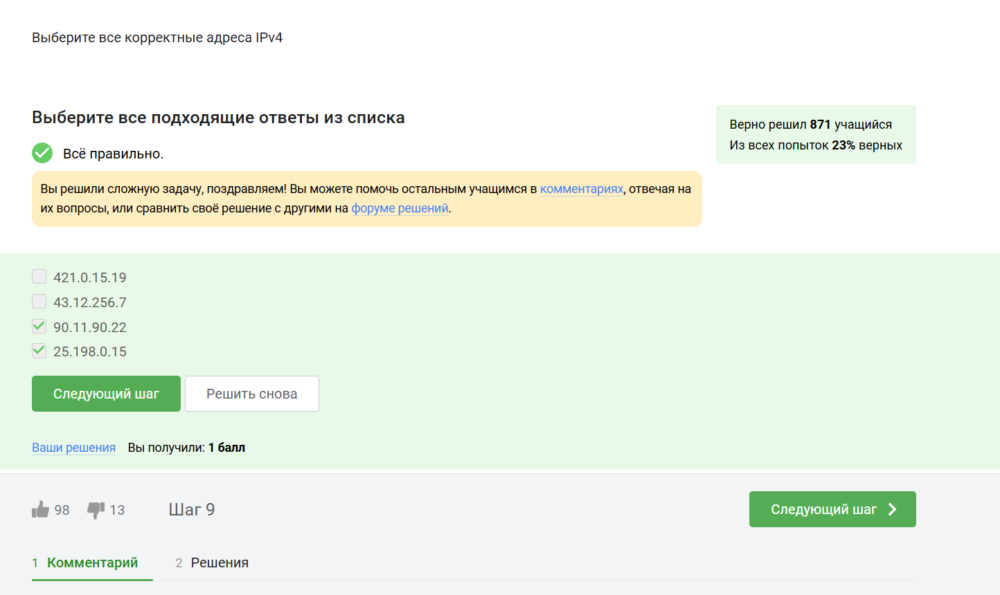 Выберите все корректные адреса IPv4
Выберите все подходящие ответы из списка
Верно решил 871 учащийся
Из всех попыток 23% верных
Всё правильно.
Вы решили сложную задачу, поздравляем! Вы можете помочь остальным учащимся в комментариях, отвечая на
их вопросы, или сравнить своё решение с другими на форуме решений.
421.0.15.19
43.12.256.7
90.11.90.22
25.198.0.15
Следующий шаг Решить снова
Ваши решения Вы получили: 1 балл
98 13 Шаг 9 Следующий шаг
1 Комментарий 2 Решения